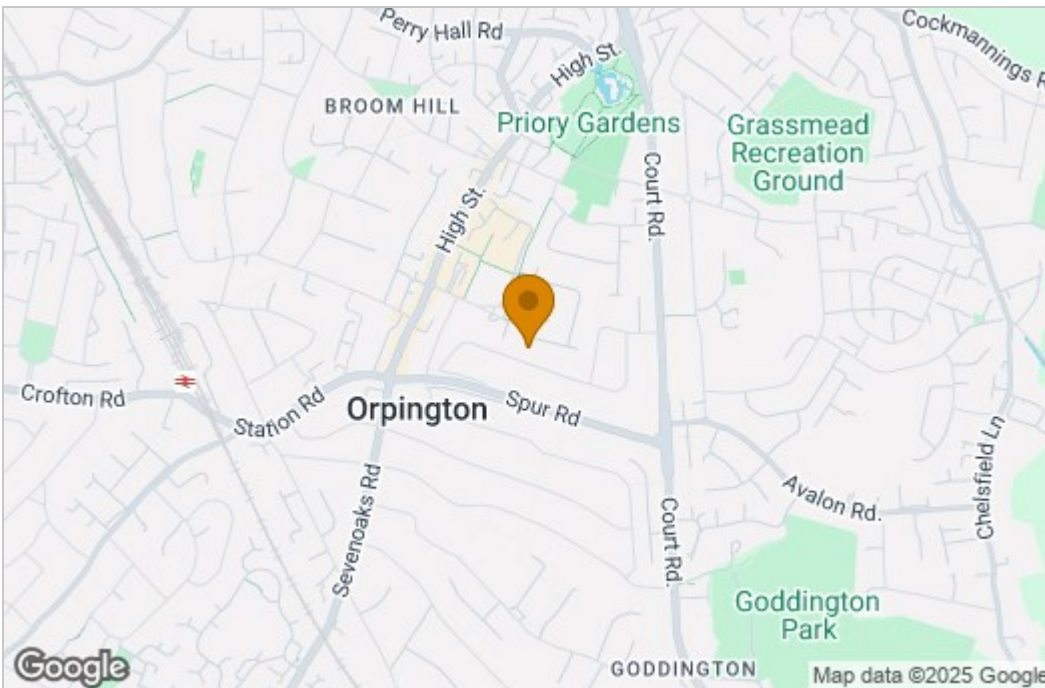 Perry Hall Rd
High St.
Cockmannings R
BROOM HILL
Priory Gardens
Grassmead
Recreation
Ground
Court Rd.
High St.
Crofton Rd
Station Rd
Orpington
Spur Rd
Sevenoaks Rd
Avalon Rd.
Chelsfield Ln
Court Rd.
Goddington
Park
GODDINGTON
Google
Map data ©2025 Google